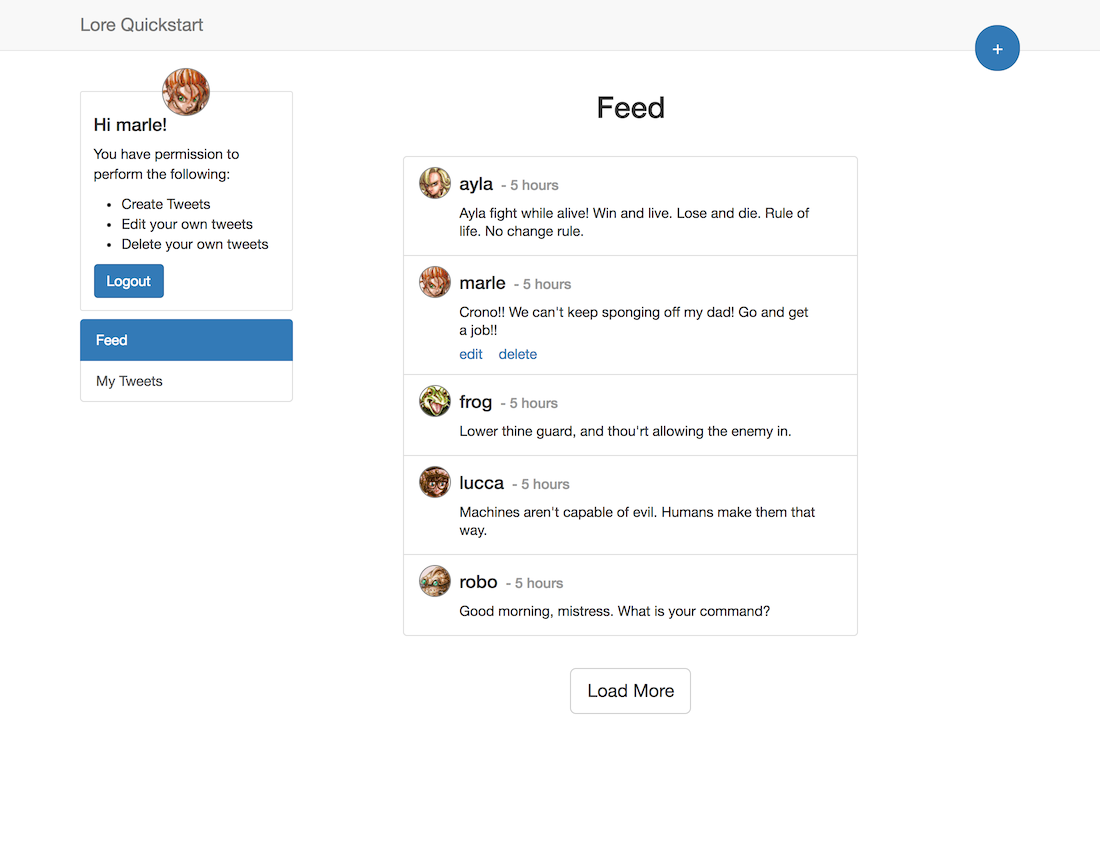 Lore Quickstart
+
Hi marle!
You have permission to
perform the following:
• Create Tweets
• Edit your own tweets
• Delete your own tweets
Logout
Feed
My Tweets
Feed
ayla - 5 hours
Ayla fight while alive! Win and live. Lose and die. Rule of
life. No change rule.
marle - 5 hours
Crono!! We can't keep sponging off my dad! Go and get
a job!!
edit delete
frog - 5 hours
Lower thine guard, and thou'rt allowing the enemy in.
lucca - 5 hours
Machines aren't capable of evil. Humans make them that
way.
robo - 5 hours
Good morning, mistress. What is your command?
Load More